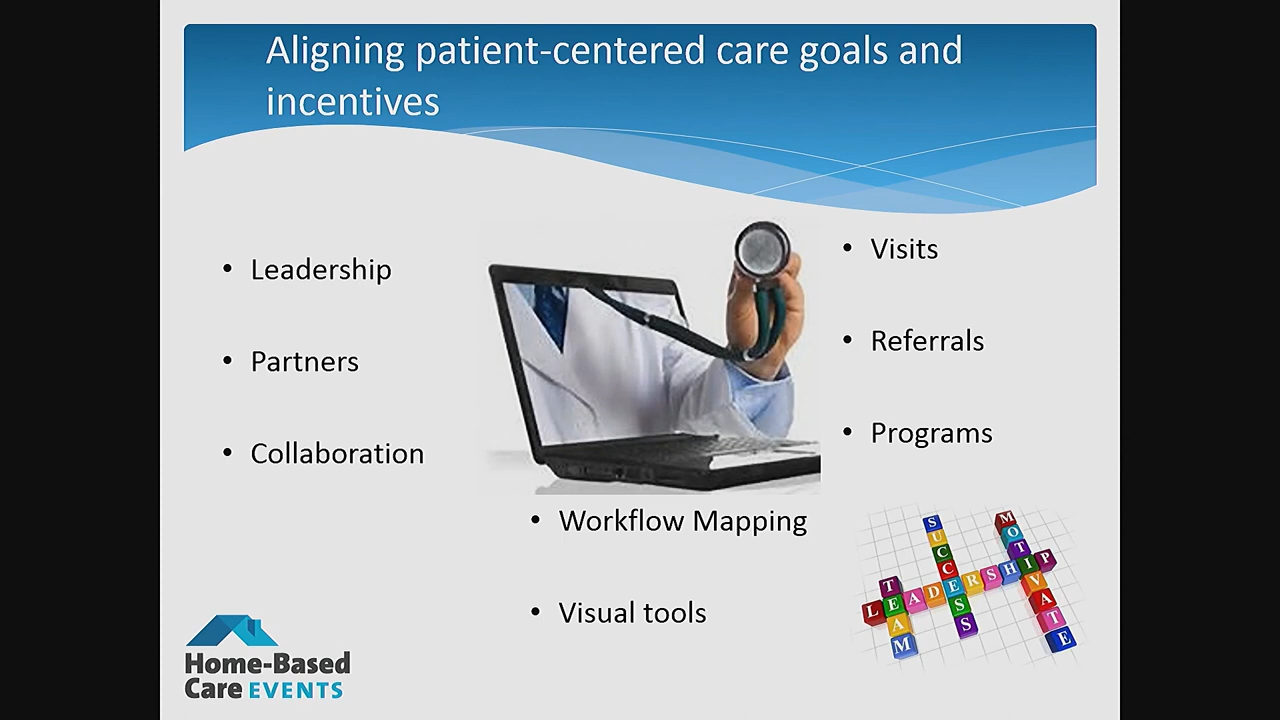 Aligning patient-centered care goals and
incentives
• Leadership
• Partners
• Collaboration
• Visits
• Referrals
• Programs
• Workflow Mapping
• Visual tools
SUCCESS
MOTIVATE
LEADERSHIP
TEAM
Home-Based
Care EVENTS